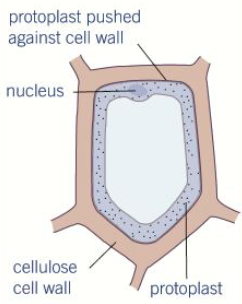 protoplast pushed
against cell wall
nucleus
cellulose
cell wall
protoplast